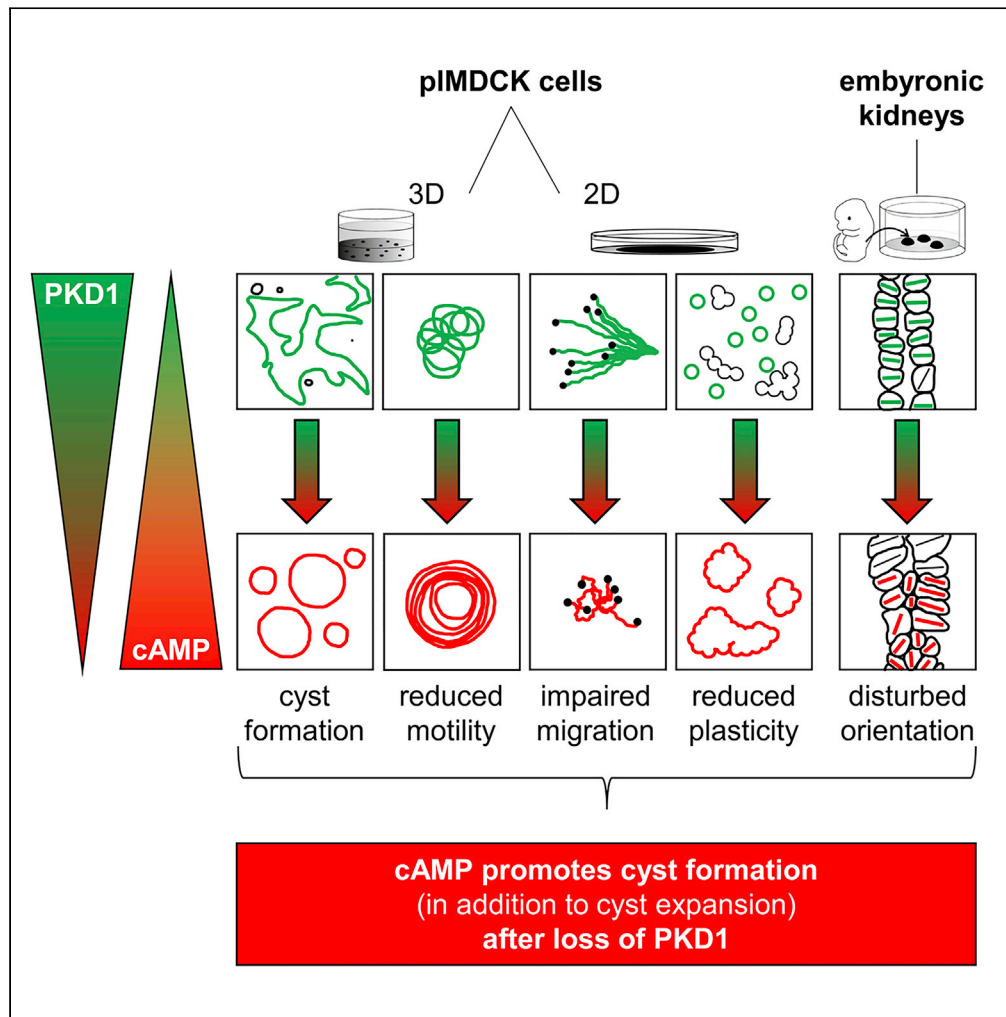 pIMDCK cells
embyronic
kidneys
3D
2D
PKD1
cAMP
cyst
formation
reduced
motility
impaired
migration
reduced
plasticity
disturbed
orientation
cAMP promotes cyst formation
(in addition to cyst expansion)
after loss of PKD1